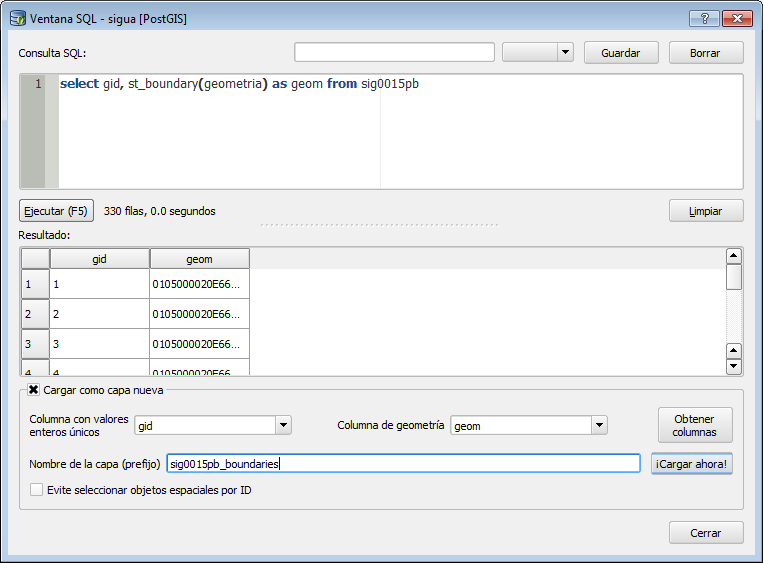 Ventana SQL - sigua [PostGIS]
Consulta SQL:
Guardar
Borrar
1 select gid, st_boundary(geometria) as geom from sig0015pb
Ejecutar (F5) 330 filas, 0.0 segundos
Limpiar
Resultado:
gid geom
1 1 0105000020E66...
2 2 0105000020E66...
3 3 0105000020E66...
4 4 0105000020E66...
Cargar como capa nueva
Columna con valores
enteros únicos
gid
Columna de geometría
geom
Obtener
columnas
Nombre de la capa (prefijo) sig0015pb_boundaries
¡Cargar ahora!
Evite seleccionar objetos espaciales por ID
Cerrar